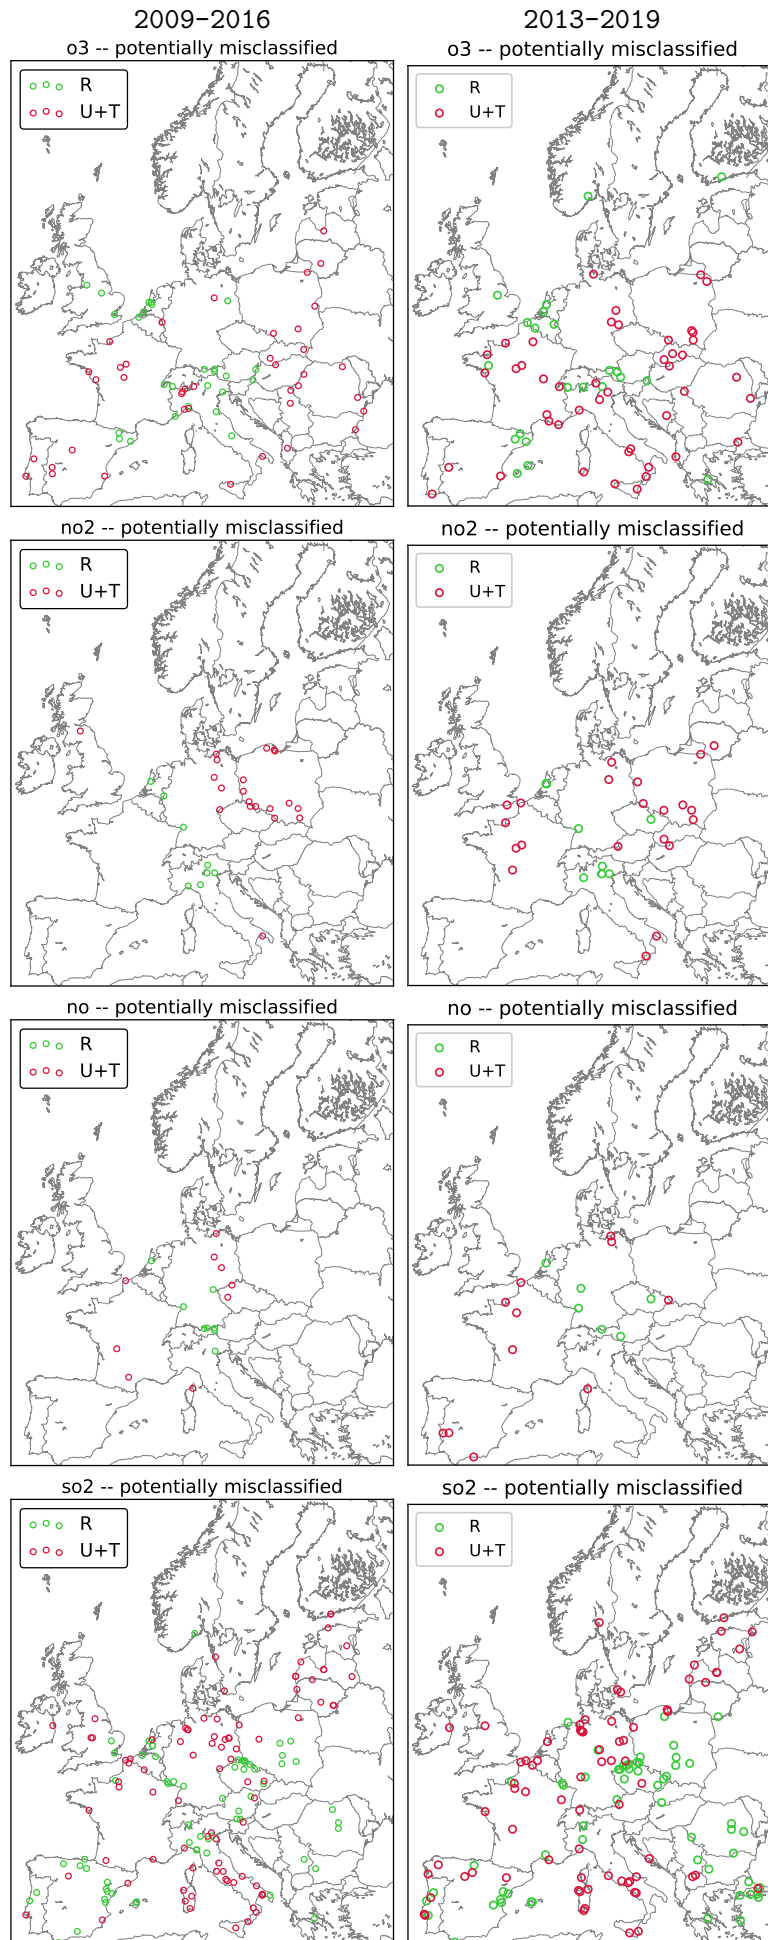 2009–2016 2013–2019
o3 -- potentially misclassified o3 -- potentially misclassified
R R
U+T U+T
no2 -- potentially misclassified no2 -- potentially misclassified
R R
U+T U+T
no -- potentially misclassified no -- potentially misclassified
R R
U+T U+T
so2 -- potentially misclassified so2 -- potentially misclassified
R R
U+T U+T